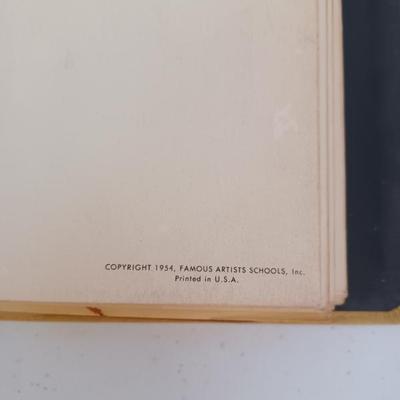 COPYRIGHT 1954, FAMOUS ARTISTS SCHOOLS, Inc.
Printed in U.S.A.